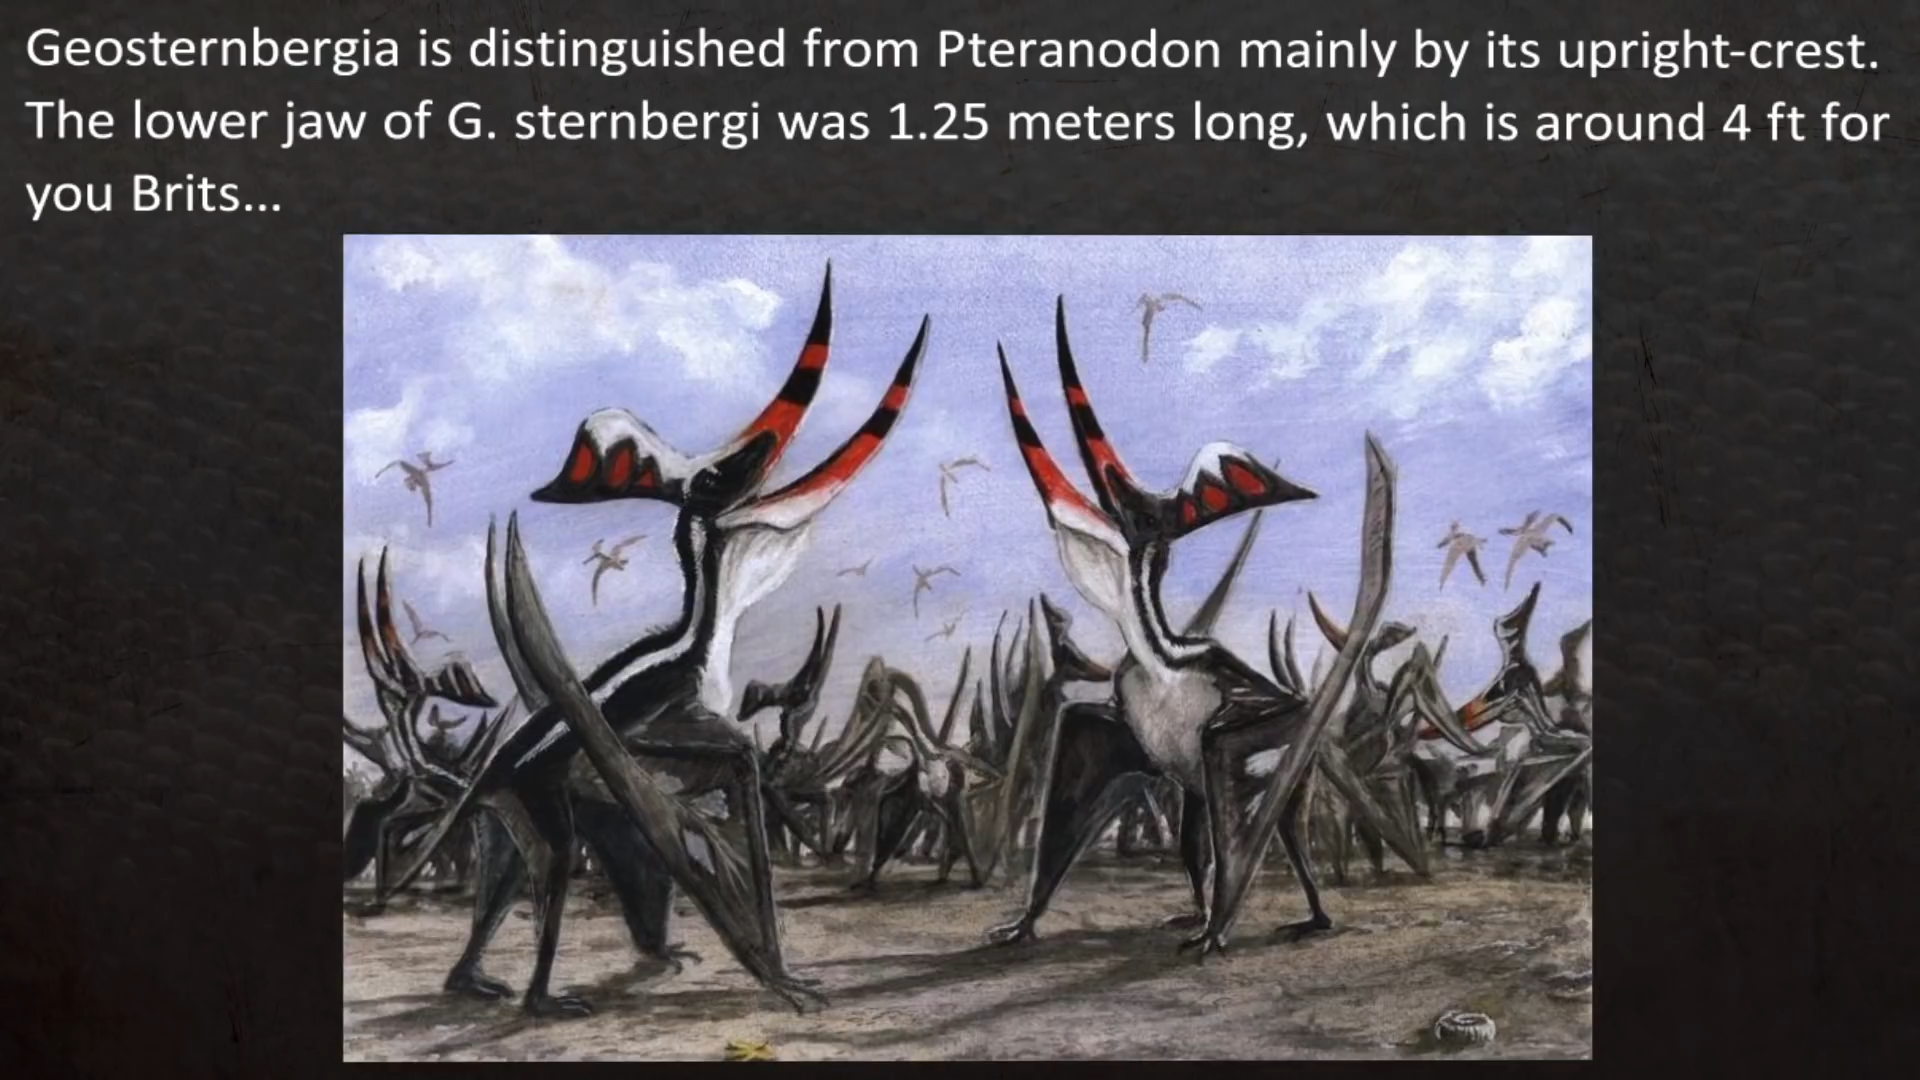 Geosternbergia is distinguished from Pteranodon mainly by its upright-crest.
The lower jaw of G. sternbergi was 1.25 meters long, which is around 4 ft for
you Brits...